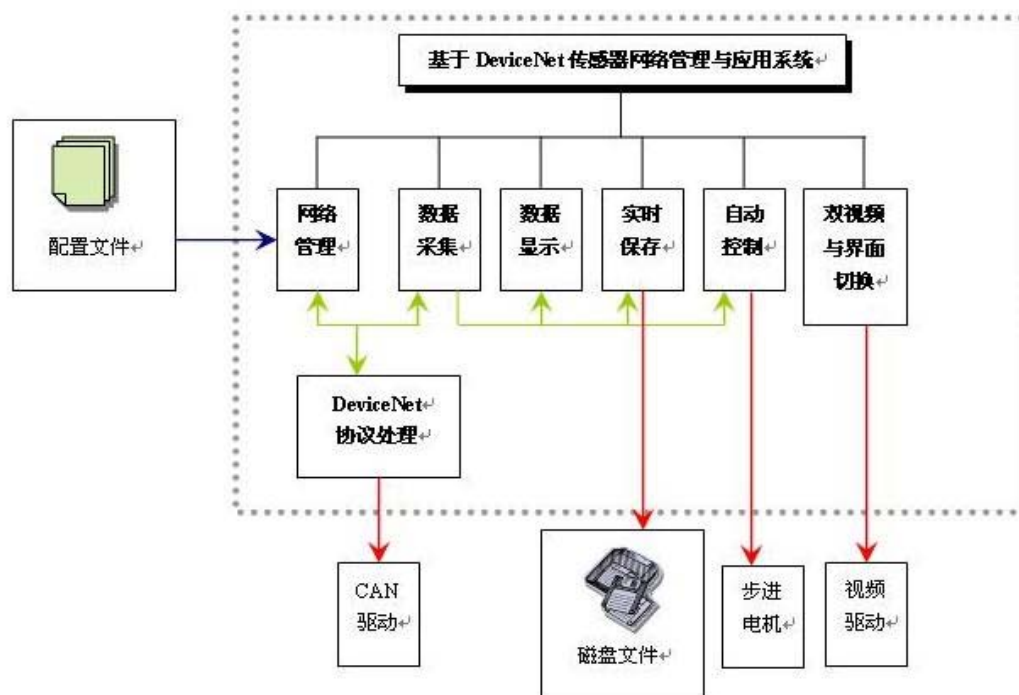 基于 DeviceNet 传感器网络管理与应用系统
配置文件
网络
管理
数据
采集
数据
显示
实时
保存
自动
控制
双视频
与界面
切换
DeviceNet
协议处理
CAN
驱动
磁盘文件
步进
电机
视频
驱动